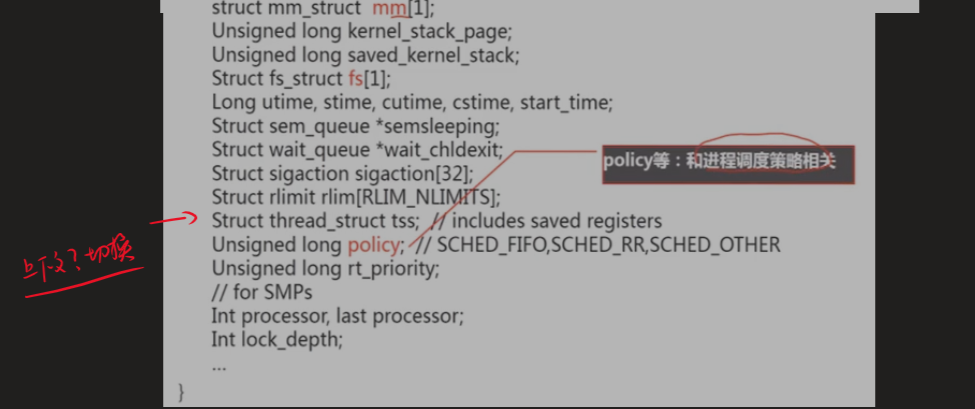 struct mm_struct mm[1];
Unsigned long kernel_stack_page;
Unsigned long saved_kernel_stack;
Struct fs_struct fs[1];
Long utime, stime, cutime, cstime, start_time;
Struct sem_queue *semsleeping;
Struct wait_queue *wait_chldexit;
policy等：和进程调度策略相关
Struct sigaction sigaction[32];
Struct rlimit rlim[RLIM_NLIMITS];
Struct thread_struct tss; // includes saved registers
Unsigned long policy; // SCHED_FIFO,SCHED_RR,SCHED_OTHER
上下文?切换
Unsigned long rt_priority;
// for SMPs
Int processor, last processor;
Int lock_depth;
...
}